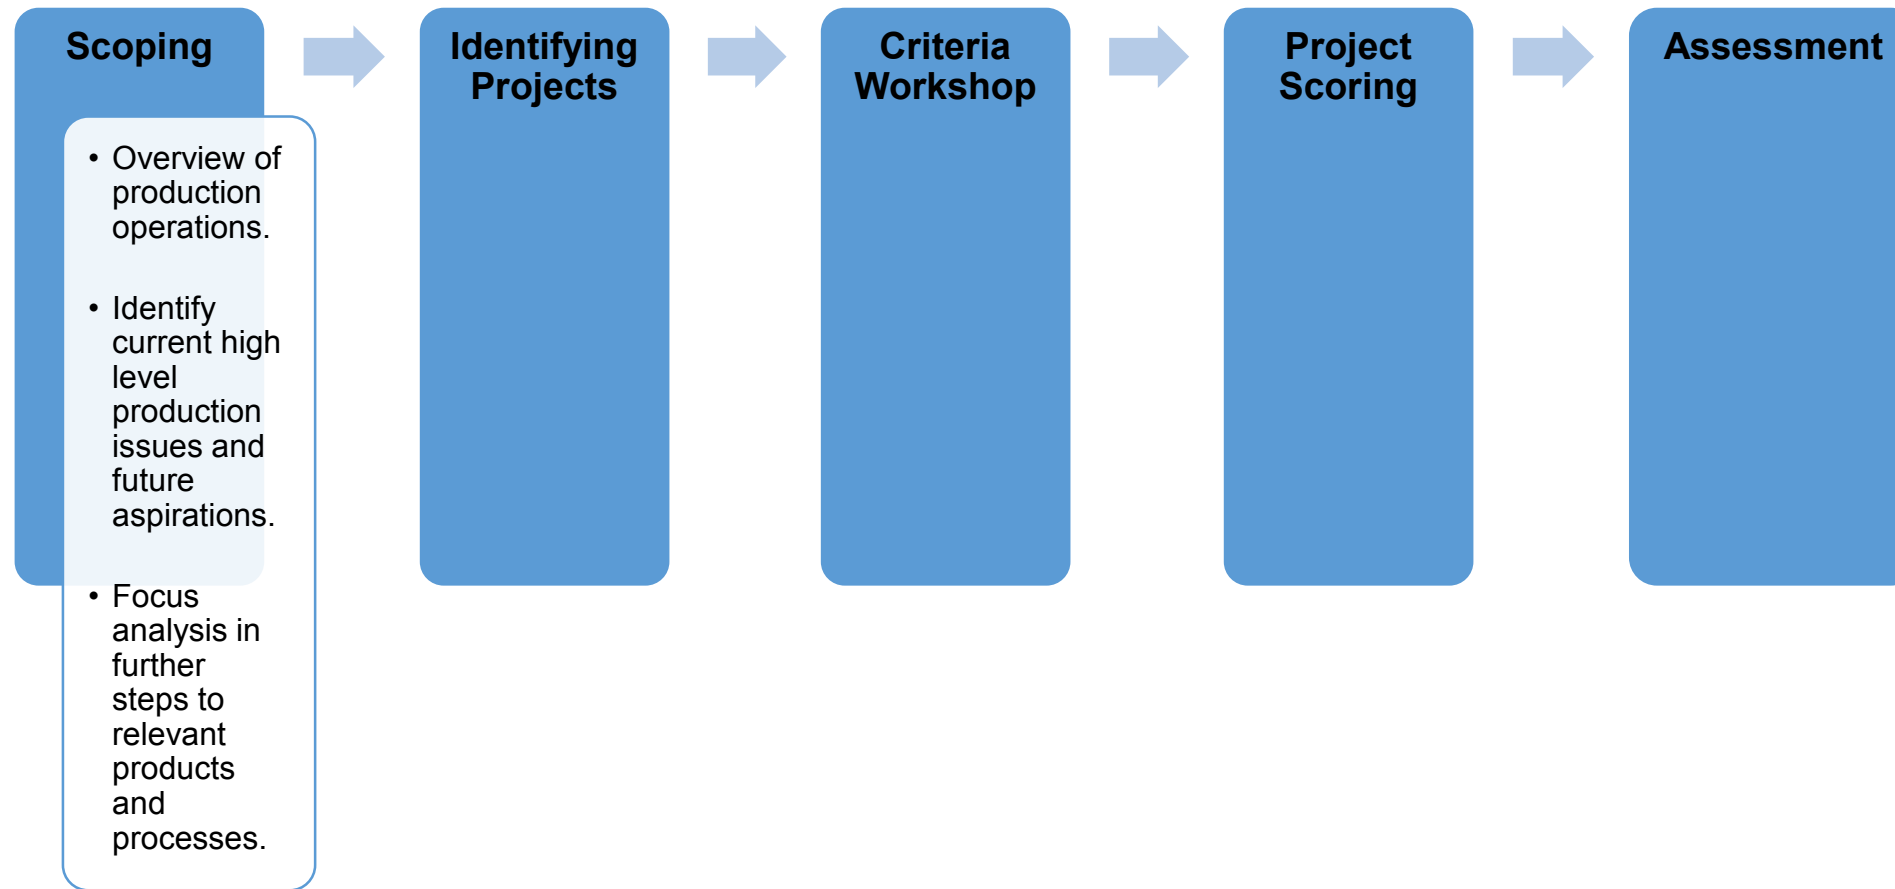 Scoping
• Overview of
production
operations.
• Identify
current high
level
production
issues and
future
aspirations.
• Focus
analysis in
further
steps to
relevant
products
and
processes.
Identifying
Projects
Criteria
Workshop
Project
Scoring
Assessment